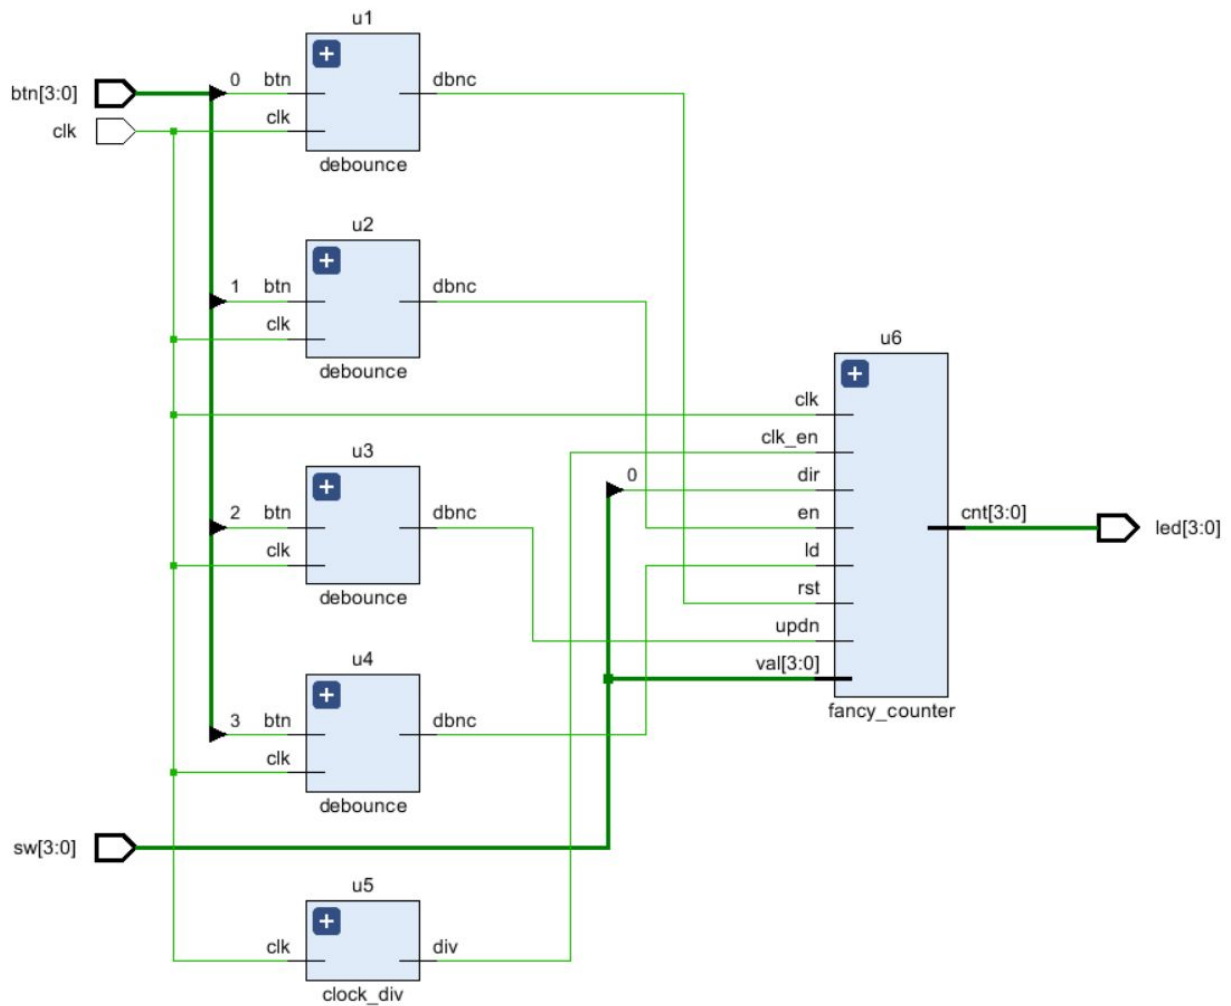 u1
btn[3:0]
0 btn
dbnc
clk
clk
debounce
u2
1 btn
dbnc
clk
debounce
u3
2 btn
dbnc
clk
debounce
u4
3 btn
dbnc
clk
debounce
sw[3:0]
u5
clk
div
clock_div
u6
clk
clk_en
0 dir
en
ld
rst
updn
val[3:0]
cnt[3:0]
fancy_counter
led[3:0]